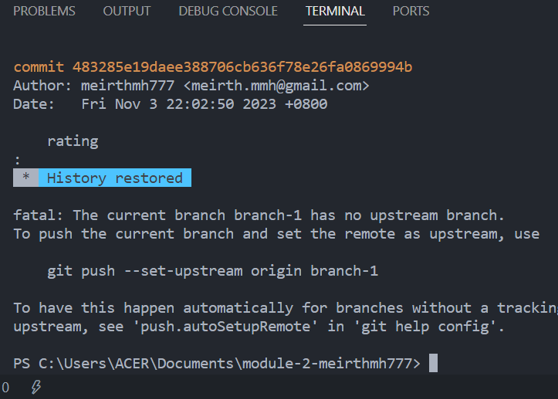 PROBLEMS OUTPUT DEBUG CONSOLE TERMINAL PORTS
commit 483285e19daee388706cb636f78e26fa0869994b
Author: meirthmh777 <meirth.mmh@gmail.com>
Date:   Fri Nov 3 22:02:50 2023 +0800
rating
:
* History restored
fatal: The current branch branch-1 has no upstream branch.
To push the current branch and set the remote as upstream, use
git push --set-upstream origin branch-1
To have this happen automatically for branches without a tracking
upstream, see 'push.autoSetupRemote' in 'git help config'.
PS C:\Users\ACER\Documents\module-2-meirthmh777>
0